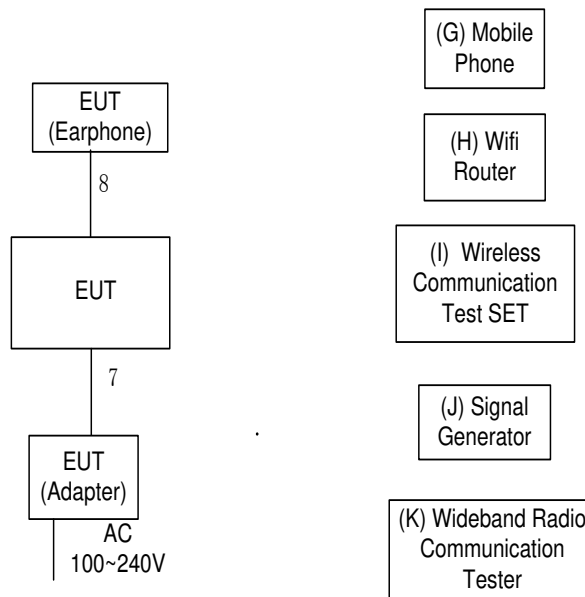 EUT
(Earphone)
8
EUT
7
EUT
(Adapter)
AC
100~240V
(G) Mobile
Phone
(H) Wifi
Router
(I) Wireless
Communication
Test SET
(J) Signal
Generator
(K) Wideband Radio
Communication
Tester